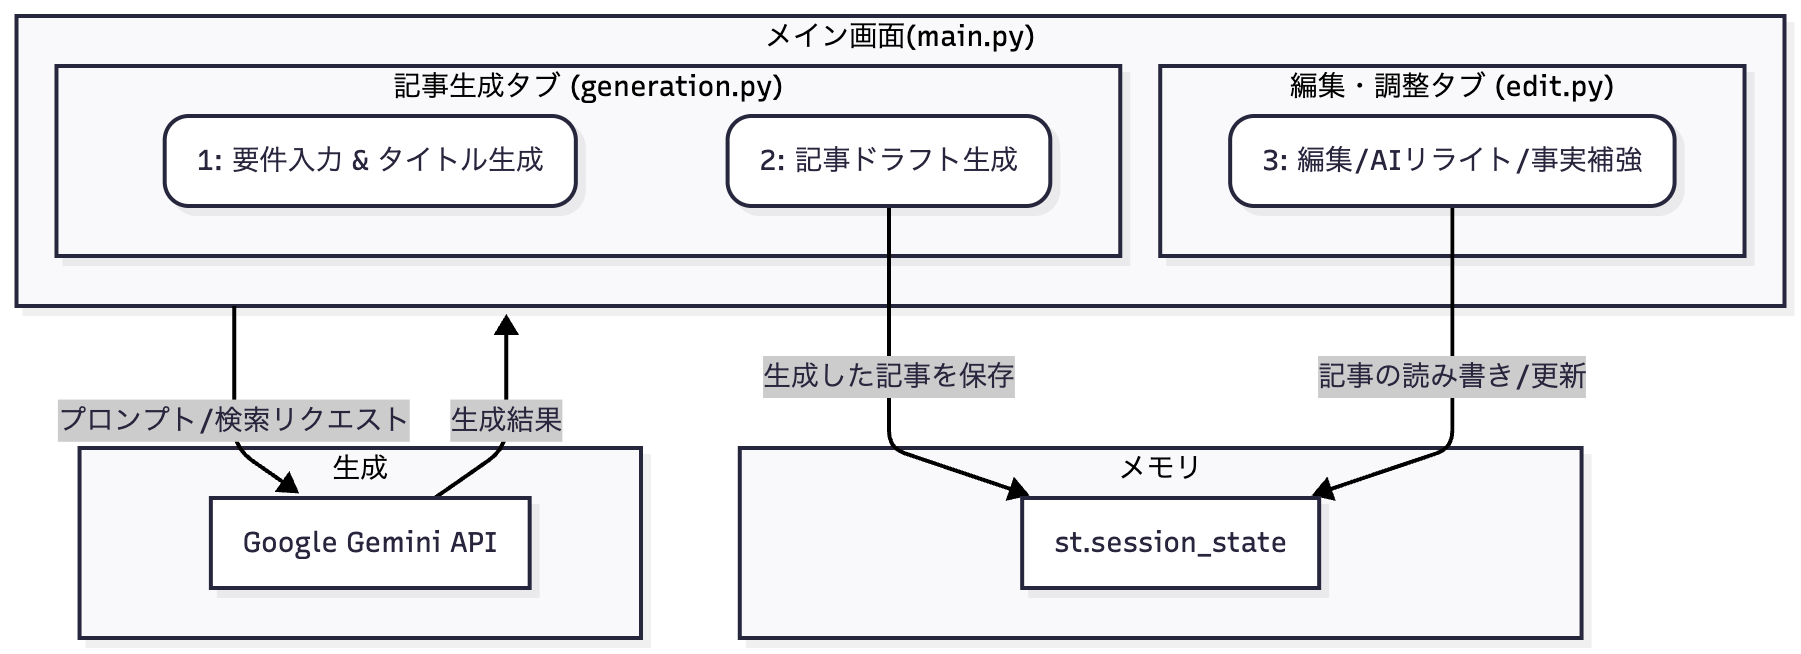 メイン画面(main.py)
記事生成タブ (generation.py)
編集・調整タブ (edit.py)
1: 要件入力 & タイトル生成
2: 記事ドラフト生成
3: 編集/AIリライト/事実補強
生成した記事を保存
記事の読み書き/更新
プロンプト/検索リクエスト
生成結果
生成
メモリ
Google Gemini API
st.session_state